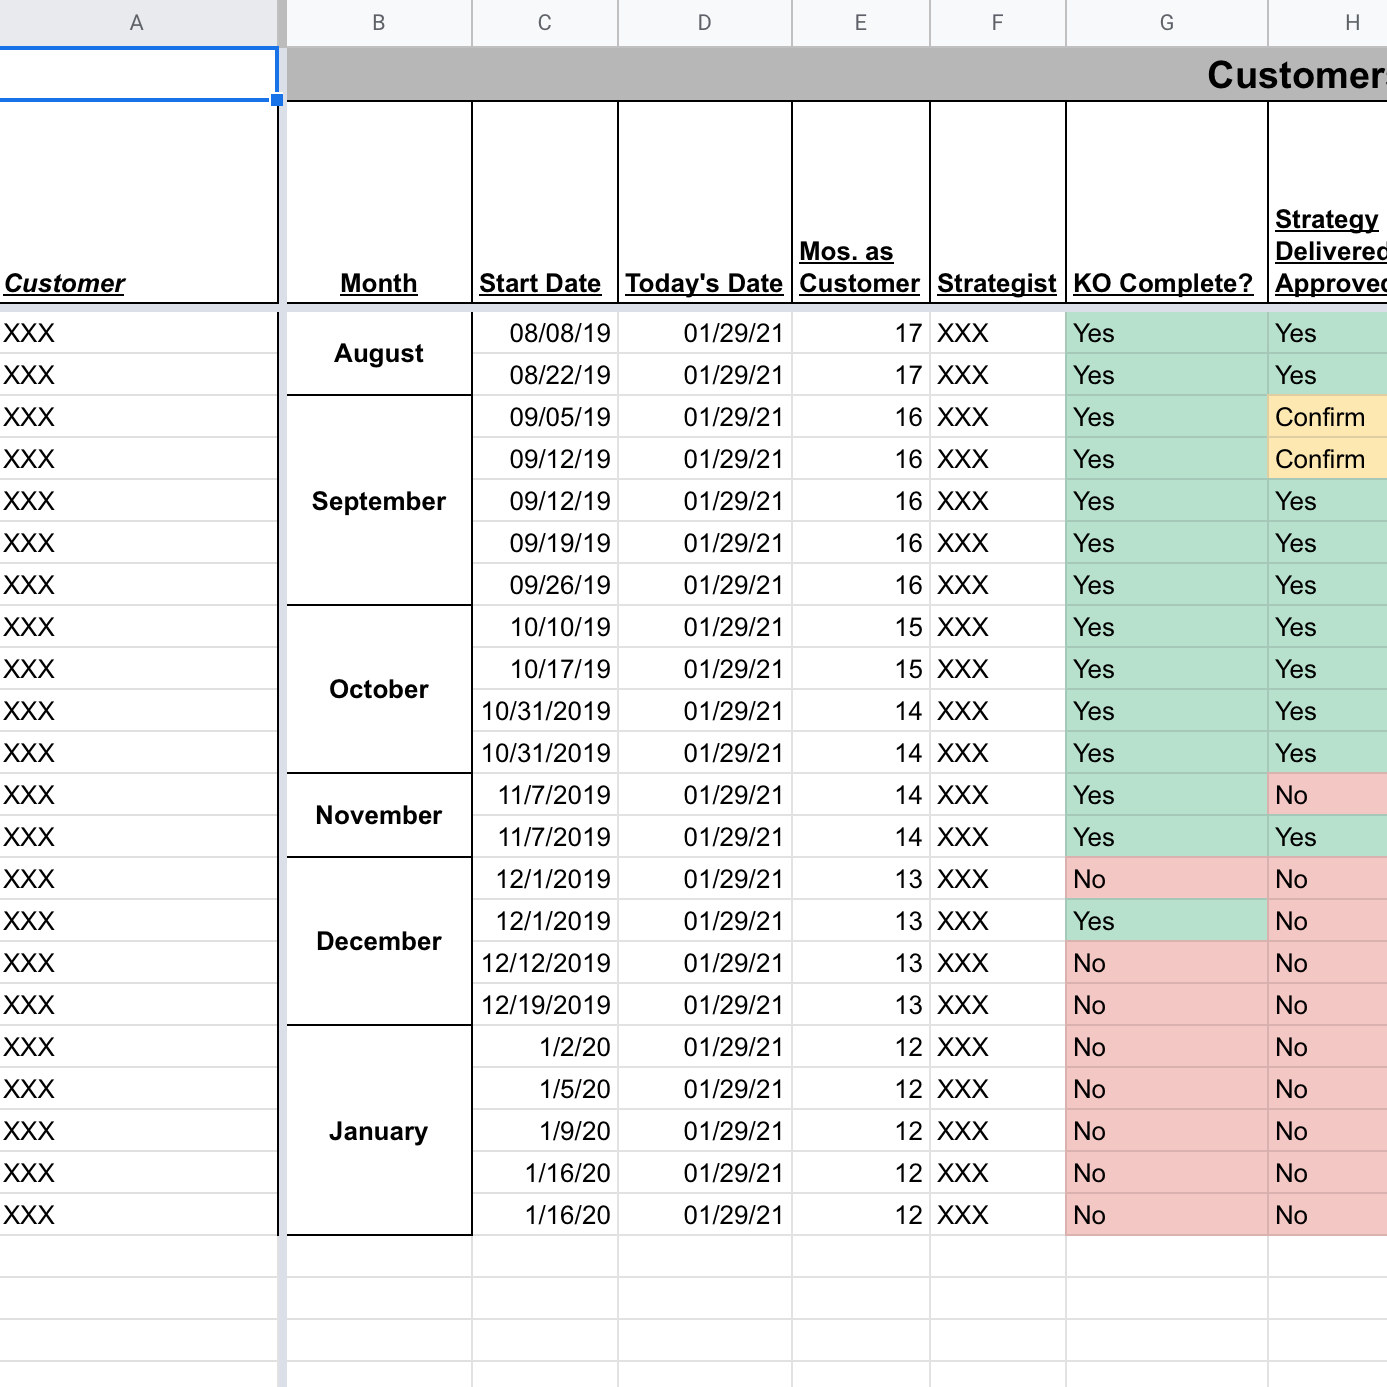 A B C D E F G H
Customers
Customer Month Start Date Today's Date Mos. as Customer Strategist KO Complete? Strategy Delivered Approved
XXX August 08/08/19 01/29/21 17 XXX Yes Yes
XXX 08/22/19 01/29/21 17 XXX Yes Yes
XXX September 09/05/19 01/29/21 16 XXX Yes Confirm
XXX 09/12/19 01/29/21 16 XXX Yes Confirm
XXX 09/12/19 01/29/21 16 XXX Yes Yes
XXX 09/19/19 01/29/21 16 XXX Yes Yes
XXX 09/26/19 01/29/21 16 XXX Yes Yes
XXX October 10/10/19 01/29/21 15 XXX Yes Yes
XXX 10/17/19 01/29/21 15 XXX Yes Yes
XXX 10/31/2019 01/29/21 14 XXX Yes Yes
XXX 10/31/2019 01/29/21 14 XXX Yes Yes
XXX November 11/7/2019 01/29/21 14 XXX Yes No
XXX 11/7/2019 01/29/21 14 XXX Yes Yes
XXX December 12/1/2019 01/29/21 13 XXX No No
XXX 12/1/2019 01/29/21 13 XXX Yes No
XXX 12/12/2019 01/29/21 13 XXX No No
XXX 12/19/2019 01/29/21 13 XXX No No
XXX January 1/2/20 01/29/21 12 XXX No No
XXX 1/5/20 01/29/21 12 XXX No No
XXX 1/9/20 01/29/21 12 XXX No No
XXX 1/16/20 01/29/21 12 XXX No No
XXX 1/16/20 01/29/21 12 XXX No No